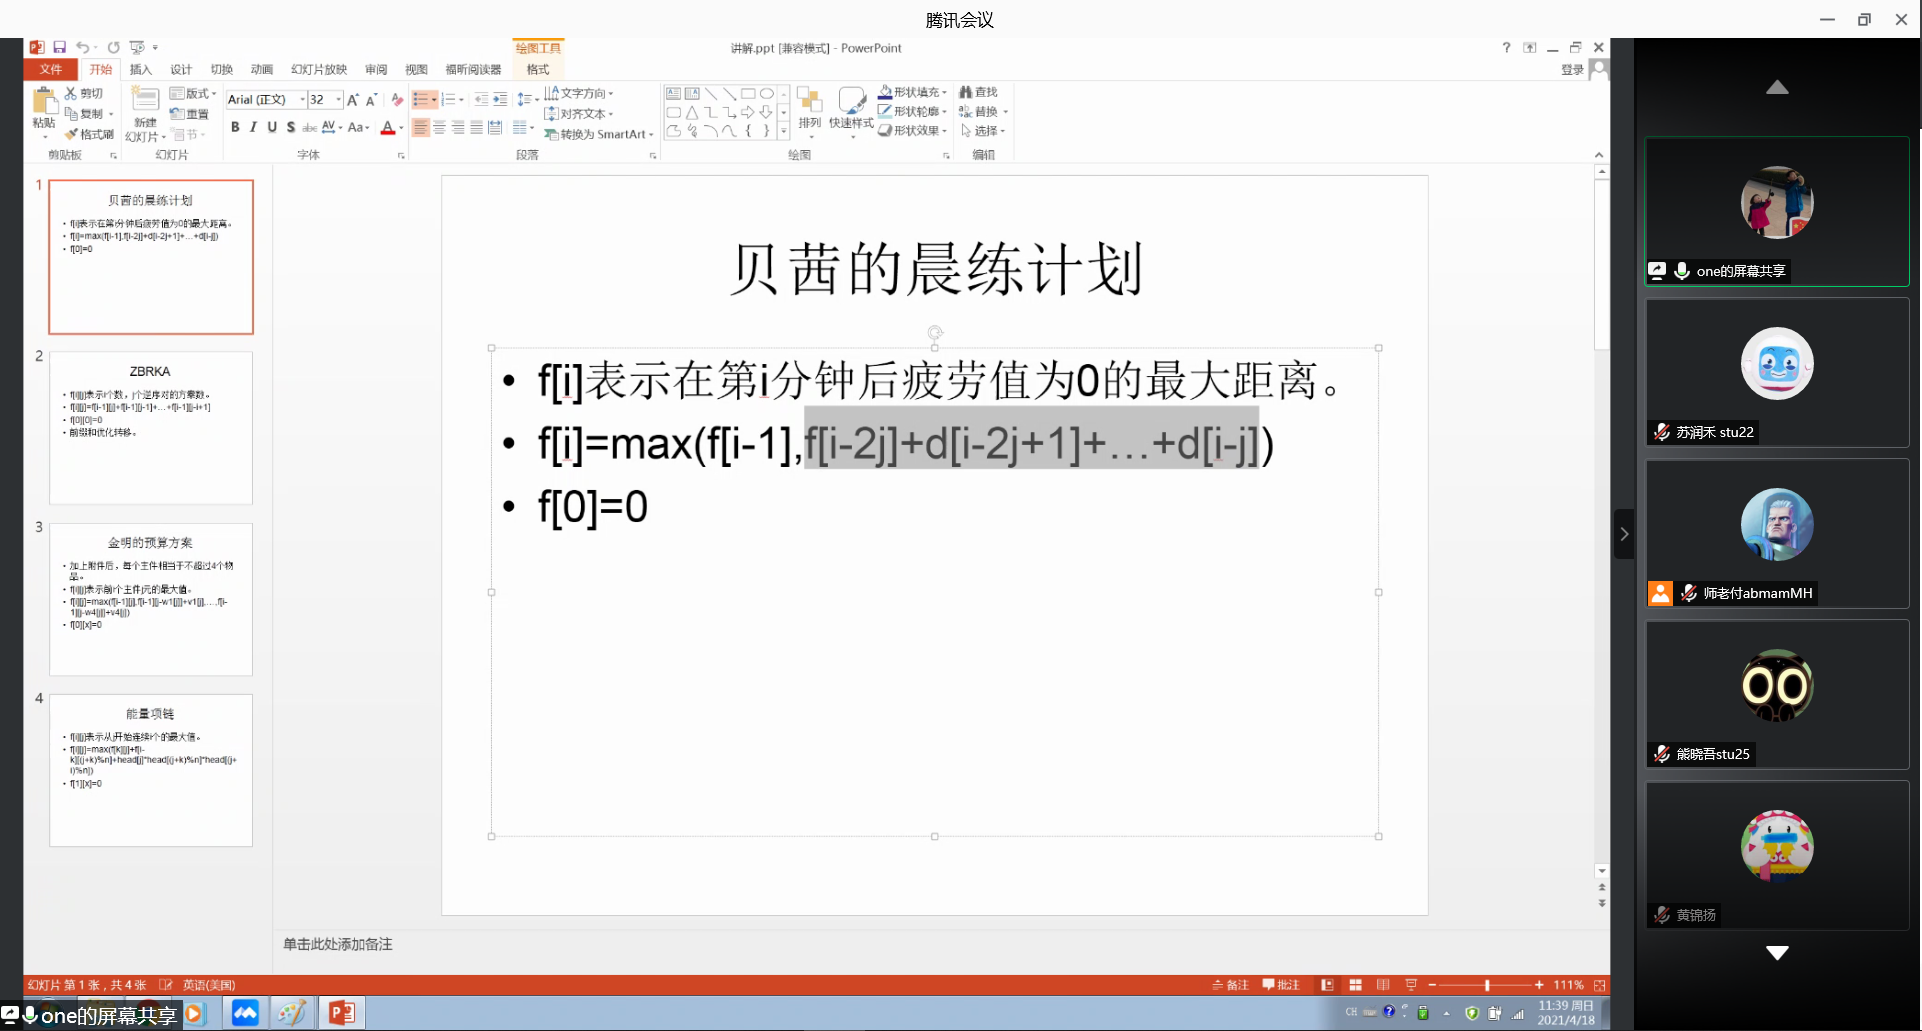 腾讯会议
讲解.ppt [兼容模式] - PowerPoint
绘图工具
文件 开始 插入 设计 切换 动画 幻灯片放映 审阅 视图 福昕阅读器 格式 登录
粘贴 剪切 复制 格式刷
剪贴板
新建 幻灯片 版式 重置 节
幻灯片
Arial (正文) 32
B I U S abc AV Aa A
字体
文字方向
对齐文本
转换为 SmartArt
段落
排列 快速样式 形状填充 形状轮廓 形状效果
绘图
查找
替换
选择
编辑
1
贝茜的晨练计划
• f[i]表示在第i分钟后疲劳值为0的最大距离。
• f[i]=max(f[i-1],f[i-2j]+d[i-2j+1]+…+d[i-j])
• f[0]=0
2
ZBRKA
• f[i][j]表示i个数，j个逆序对的方案数。
• f[i][j]=f[i-1][j]+f[i-1][j-1]+…+f[i-1][j-i+1]
• f[0][0]=0
• 前缀和优化转移。
3
金明的预算方案
• 加上附件后，每个主件相当于不超过4个物
品。
• f[i][j]表示前i个主件j元的最大值。
• f[i][j]=max(f[i-1][j],f[i-1][j-w1[j]]+v1[j],…,f[i-
1][j-w4[j]]+v4[j])
• f[0][x]=0
4
能量项链
• f[i][j]表示从j开始连续i个的最大值。
• f[i][j]=max(f[k][j]+f[i-
k][(j+k)%n]+head[j]*head[(j+k)%n]*head[(j+
i)%n])
• f[1][x]=0
贝茜的晨练计划
• f[i]表示在第i分钟后疲劳值为0的最大距离。
• f[i]=max(f[i-1],f[i-2j]+d[i-2j+1]+…+d[i-j])
• f[0]=0
单击此处添加备注
幻灯片 第 1 张，共 4 张 英语(美国) 备注 批注 111%
one的屏幕共享
CH
11:39 周日
2021/4/18
one的屏幕共享
苏润禾 stu22
师老付abmamMH
熊晓吾stu25
黄锦扬